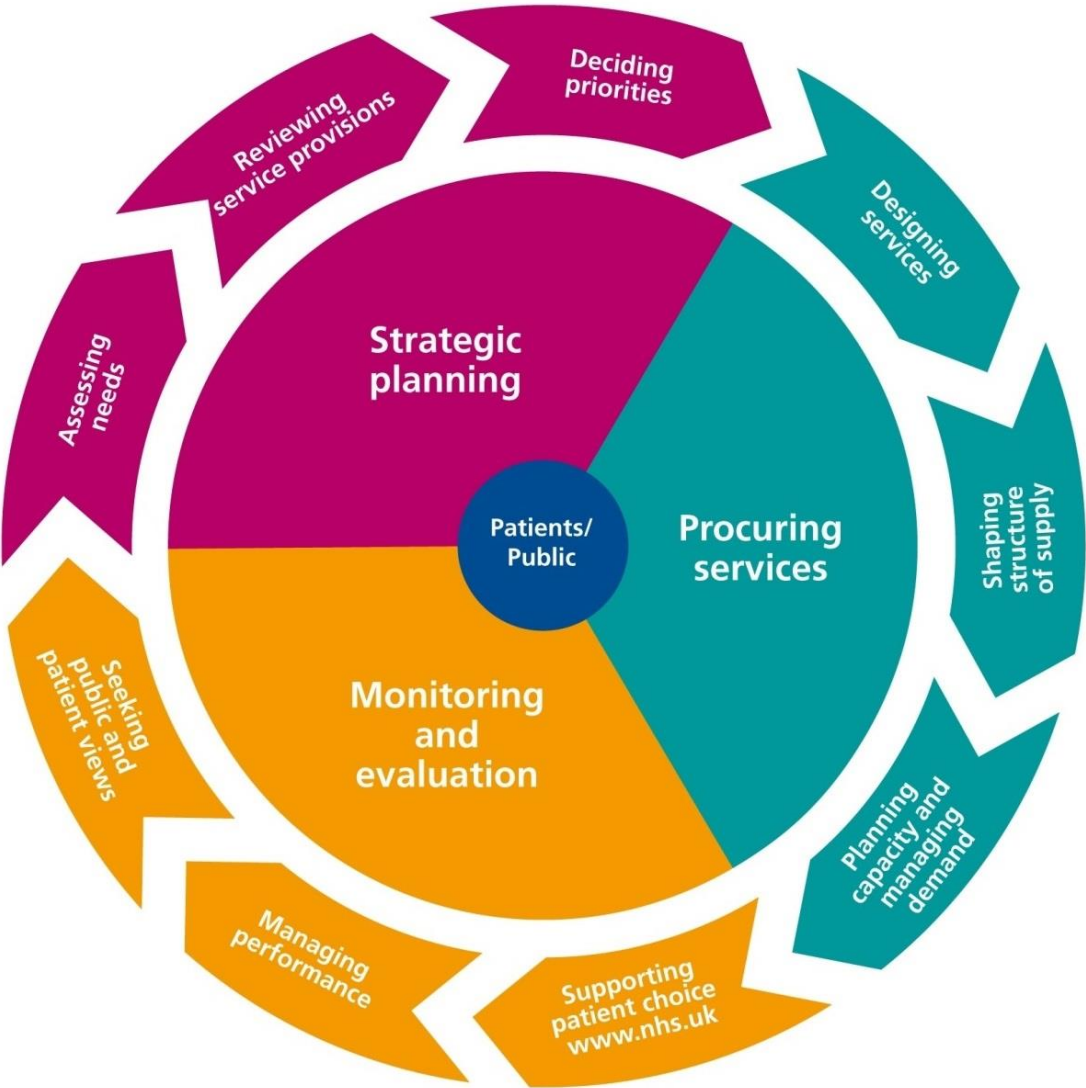 Deciding
priorities
Designing
services
Shaping
structure
of supply
Planning
capacity and
managing
demand
Supporting
patient choice
www.nhs.uk
Managing
performance
Seeking
public and
patient views
Assessing
needs
Reviewing
service provisions
Strategic
planning
Procuring
services
Monitoring
and
evaluation
Patients/
Public